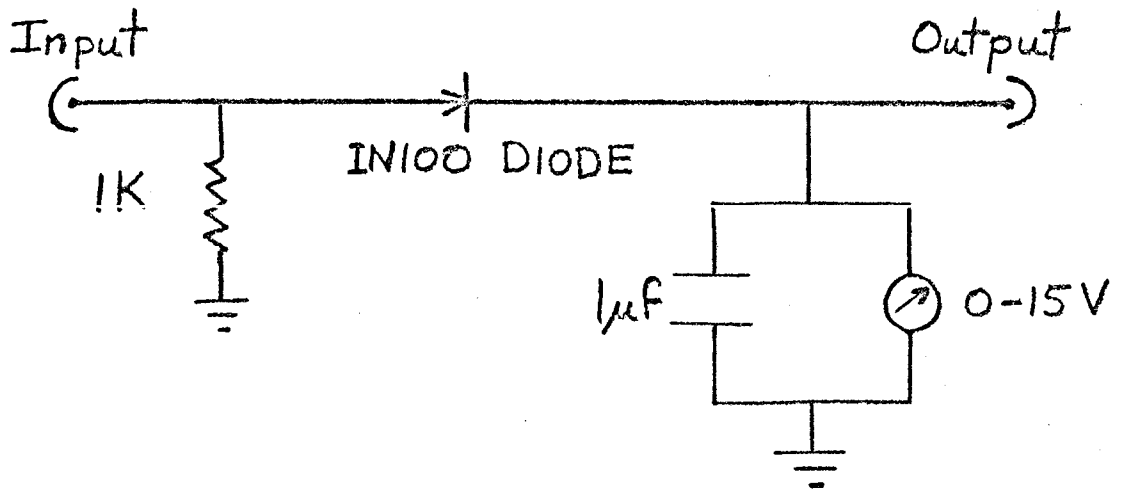 Input
Output
IN100 DIODE
1K
1µf
0-15V